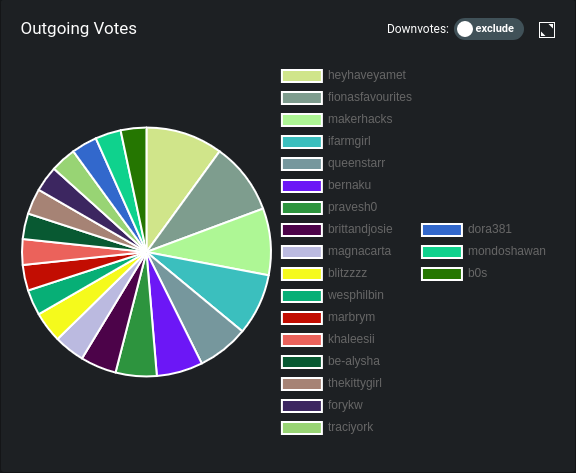 Outgoing Votes
Downvotes: exclude
heyhaveyamet
fionasfavourites
makerhacks
ifarmgirl
queenstarr
bernaku
pravesh0
brittandjosie
magnacarta
blitzzzz
wesphilbin
marbrym
khaleesii
be-alysha
thekittygirl
forykw
traciyork
dora381
mondoshawan
b0s